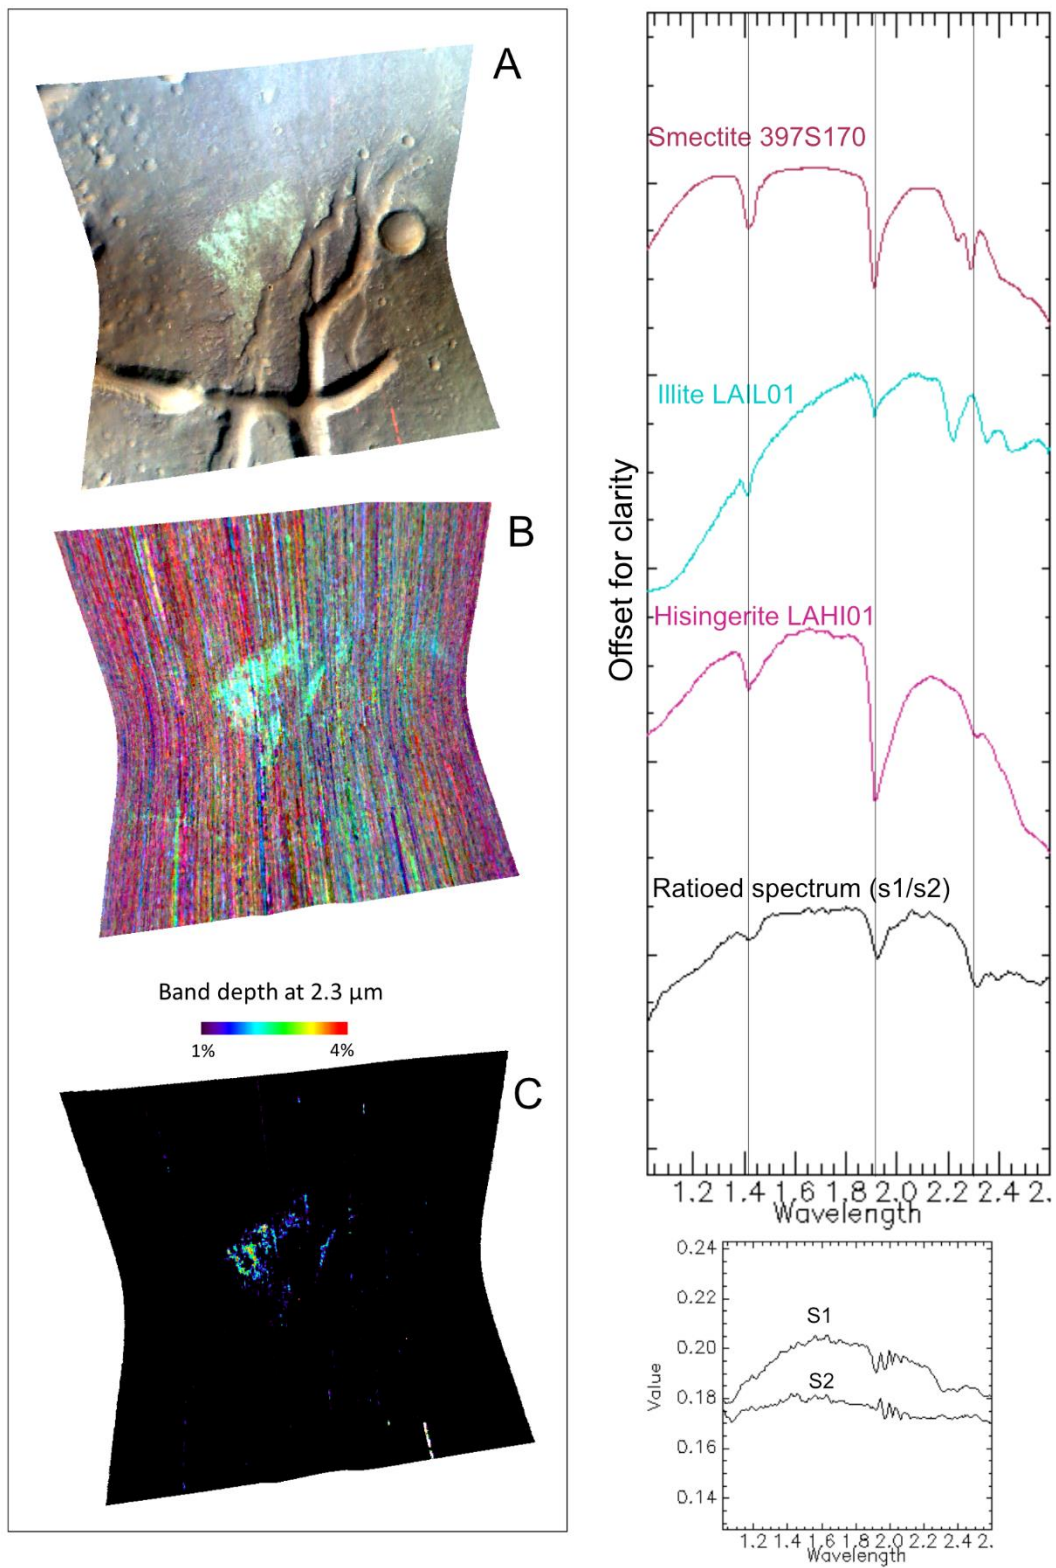 A
B
Band depth at 2.3 µm
1%
4%
C
Smectite 397S170
Illite LAIL01
Hisingerite LAHI01
Ratioed spectrum (s1/s2)
Offset for clarity
1.2 1.4 1.6 1.8 2.0 2.2 2.4 2.
Wavelength
0.24
0.22
0.20
0.18
0.16
0.14
Value
S1
S2
1.2 1.4 1.6 1.8 2.0 2.2 2.4 2.
Wavelength